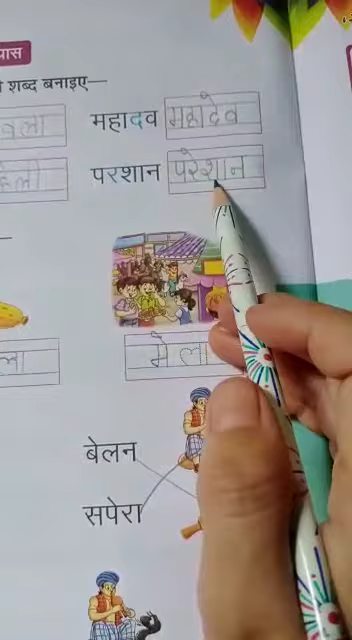 यास
शब्द बनाइए—
महादव महादेव
परशान परेशान
मेला
बेलन
सपेरा